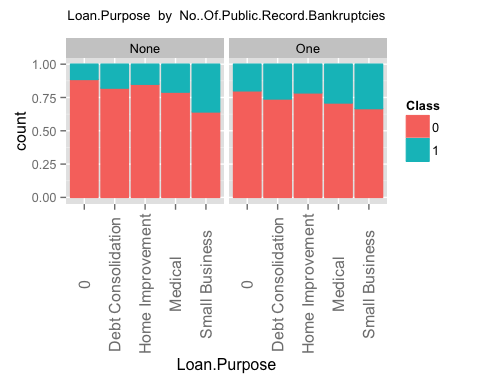 Loan.Purpose by No..Of.Public.Record.Bankruptcies
None
One
1.00
0.75
0.50
0.25
0.00
count
0
Debt Consolidation
Home Improvement
Medical
Small Business
0
Debt Consolidation
Home Improvement
Medical
Small Business
Loan.Purpose
Class
0
1